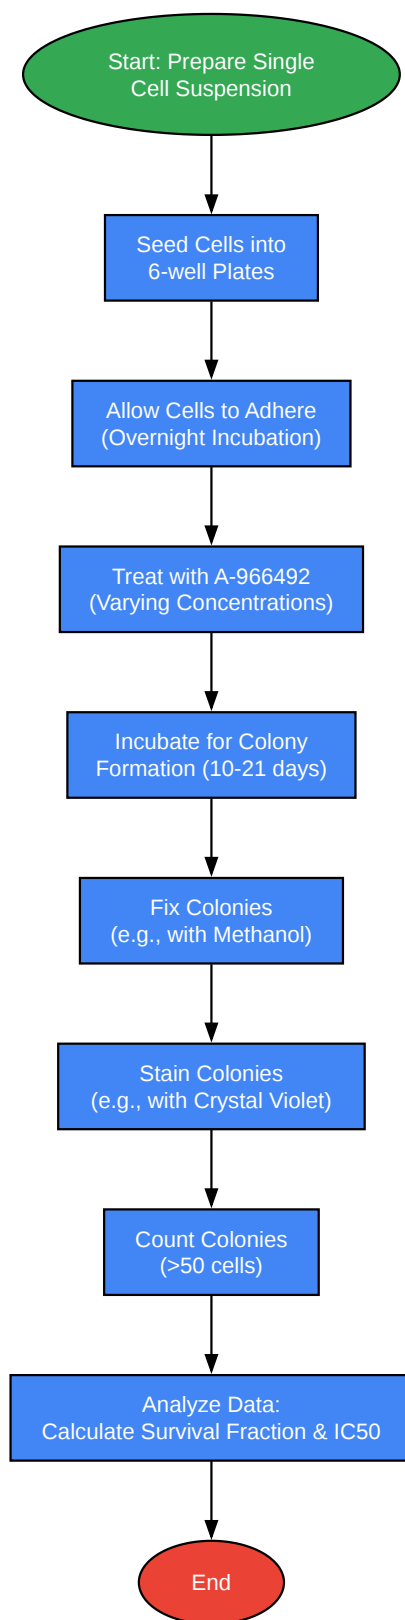 Start: Prepare Single
Cell Suspension
Seed Cells into
6-well Plates
Allow Cells to Adhere
(Overnight Incubation)
Treat with A-966492
(Varying Concentrations)
Incubate for Colony
Formation (10-21 days)
Fix Colonies
(e.g., with Methanol)
Stain Colonies
(e.g., with Crystal Violet)
Count Colonies
(>50 cells)
Analyze Data:
Calculate Survival Fraction & IC50
End